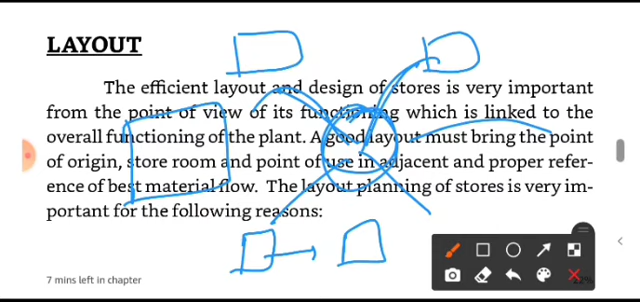 LAYOUT
The efficient layout and design of stores is very important
from the point of view of its functioning which is linked to the
overall functioning of the plant. A good layout must bring the point
of origin, store room and point of use in adjacent and proper refer-
ence of best material flow. The layout planning of stores is very im-
portant for the following reasons:
7 mins left in chapter